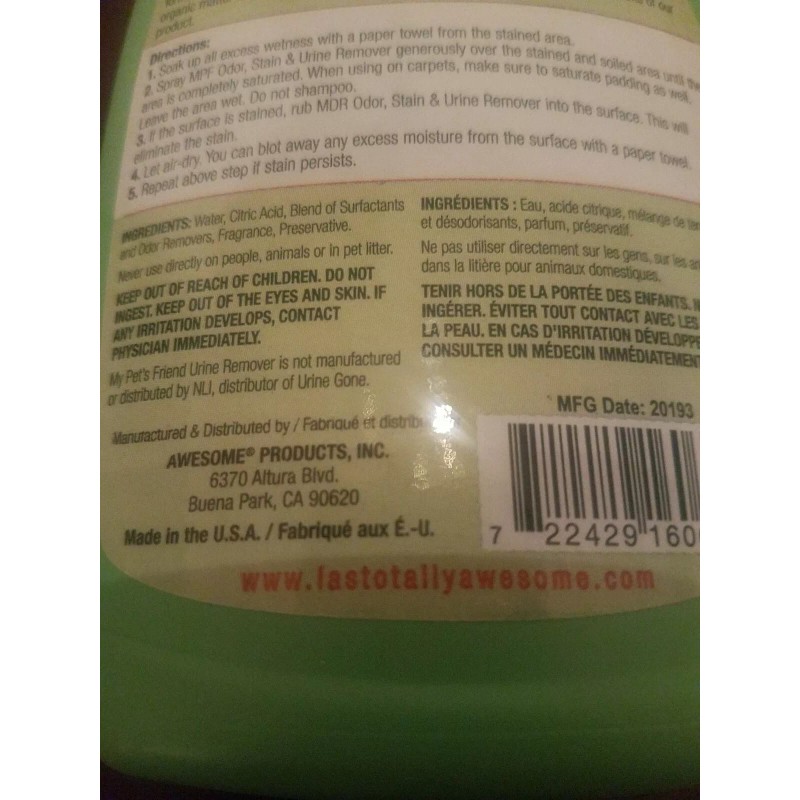 organic
of our
product.
Directions:
1. Soak up all excess wetness with a paper towel from the stained area.
2. Spray MPF Odor, Stain & Urine Remover generously over the stained and soiled area until the
area is completely saturated. When using on carpets, make sure to saturate padding as well.
Leave the area wet. Do not shampoo.
3. If the surface is stained, rub MDR Odor, Stain & Urine Remover into the surface. This will
eliminate the stain.
4. Let air-dry. You can blot away any excess moisture from the surface with a paper towel.
5. Repeat above step if stain persists.
INGREDIENTS: Water, Citric Acid, Blend of Surfactants
and Odor Removers, Fragrance, Preservative.
Never use directly on people, animals or in pet litter.
KEEP OUT OF REACH OF CHILDREN. DO NOT
INGEST. KEEP OUT OF THE EYES AND SKIN. IF
ANY IRRITATION DEVELOPS, CONTACT
PHYSICIAN IMMEDIATELY.
My Pet's Friend Urine Remover is not manufactured
or distributed by NLI, distributor of Urine Gone.
INGRÉDIENTS : Eau, acide citrique, mélange de
et désodorisants, parfum, préservatif.
Ne pas utiliser directement sur les gens, sur les
dans la litière pour animaux domestiques.
TENIR HORS DE LA PORTÉE DES ENFANTS.
INGÉRER. ÉVITER TOUT CONTACT AVEC LES
LA PEAU. EN CAS D'IRRITATION DÉVELOPPE
CONSULTER UN MÉDECIN IMMÉDIATEMENT
Manufactured & Distributed by / Fabriqué et distrib
AWESOME® PRODUCTS, INC.
6370 Altura Blvd.
Buena Park, CA 90620
Made in the U.S.A. / Fabriqué aux É.-U.
MFG Date: 20193
7 22429 160
www.lastotallyawesome.com